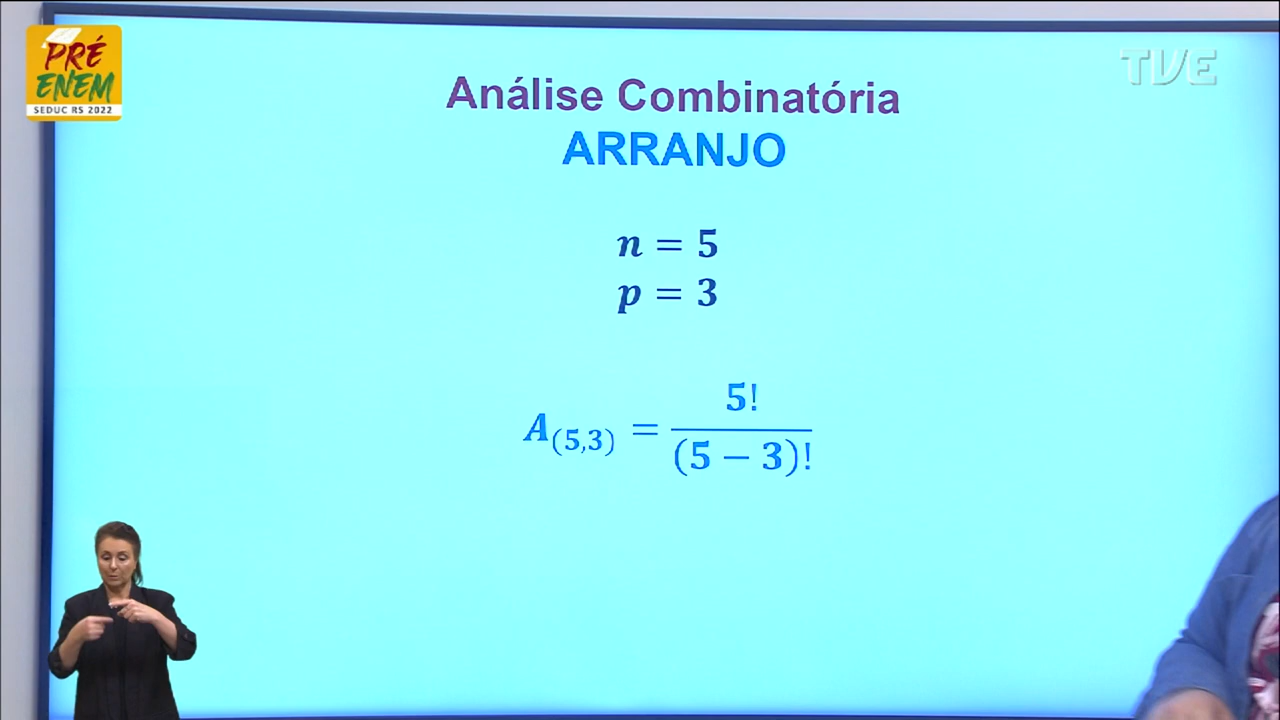 PRÉ
ENEM
SEDUC RS 2022
TVE
Análise Combinatória
ARRANJO
n = 5
p = 3
A(5,3) = 5! / (5 − 3)!